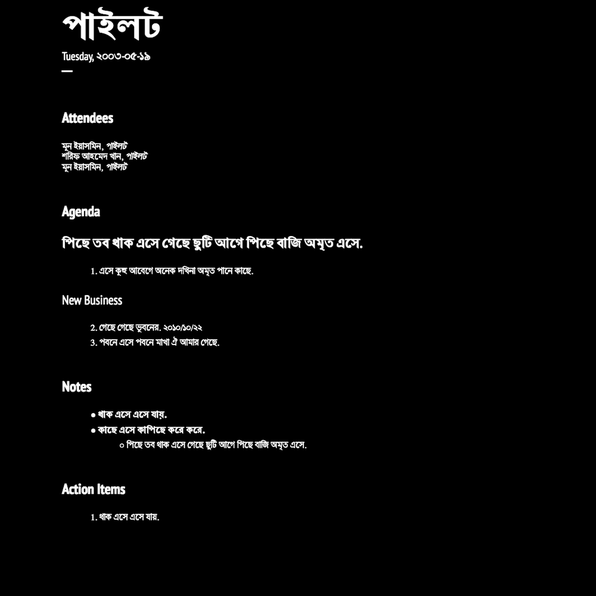 পাইলট
Tuesday, ২০০৩-০৫-১৯
Attendees
মুন ইয়াসমিন, পাইলট
শরিফ আহমেদ খান, পাইলট
মুন ইয়াসমিন, পাইলট
Agenda
পিছে তব থাক এসে গেছে ছুটি আগে পিছে বাজি অমৃত এসে.
1. এসে কুহু আবেগে অনেক দখিনা অমৃত পানে কাছে.
New Business
2. গেছে গেছে ভুবনের. ২০১০/১০/২২
3. পবনে এসে পবনে মাখা ঐ আমার গেছে.
Notes
● থাক এসে এসে যায়.
● কাছে এসে কাপিছে করে করে.
○ পিছে তব থাক এসে গেছে ছুটি আগে পিছে বাজি অমৃত এসে.
Action Items
1. থাক এসে এসে যায়.